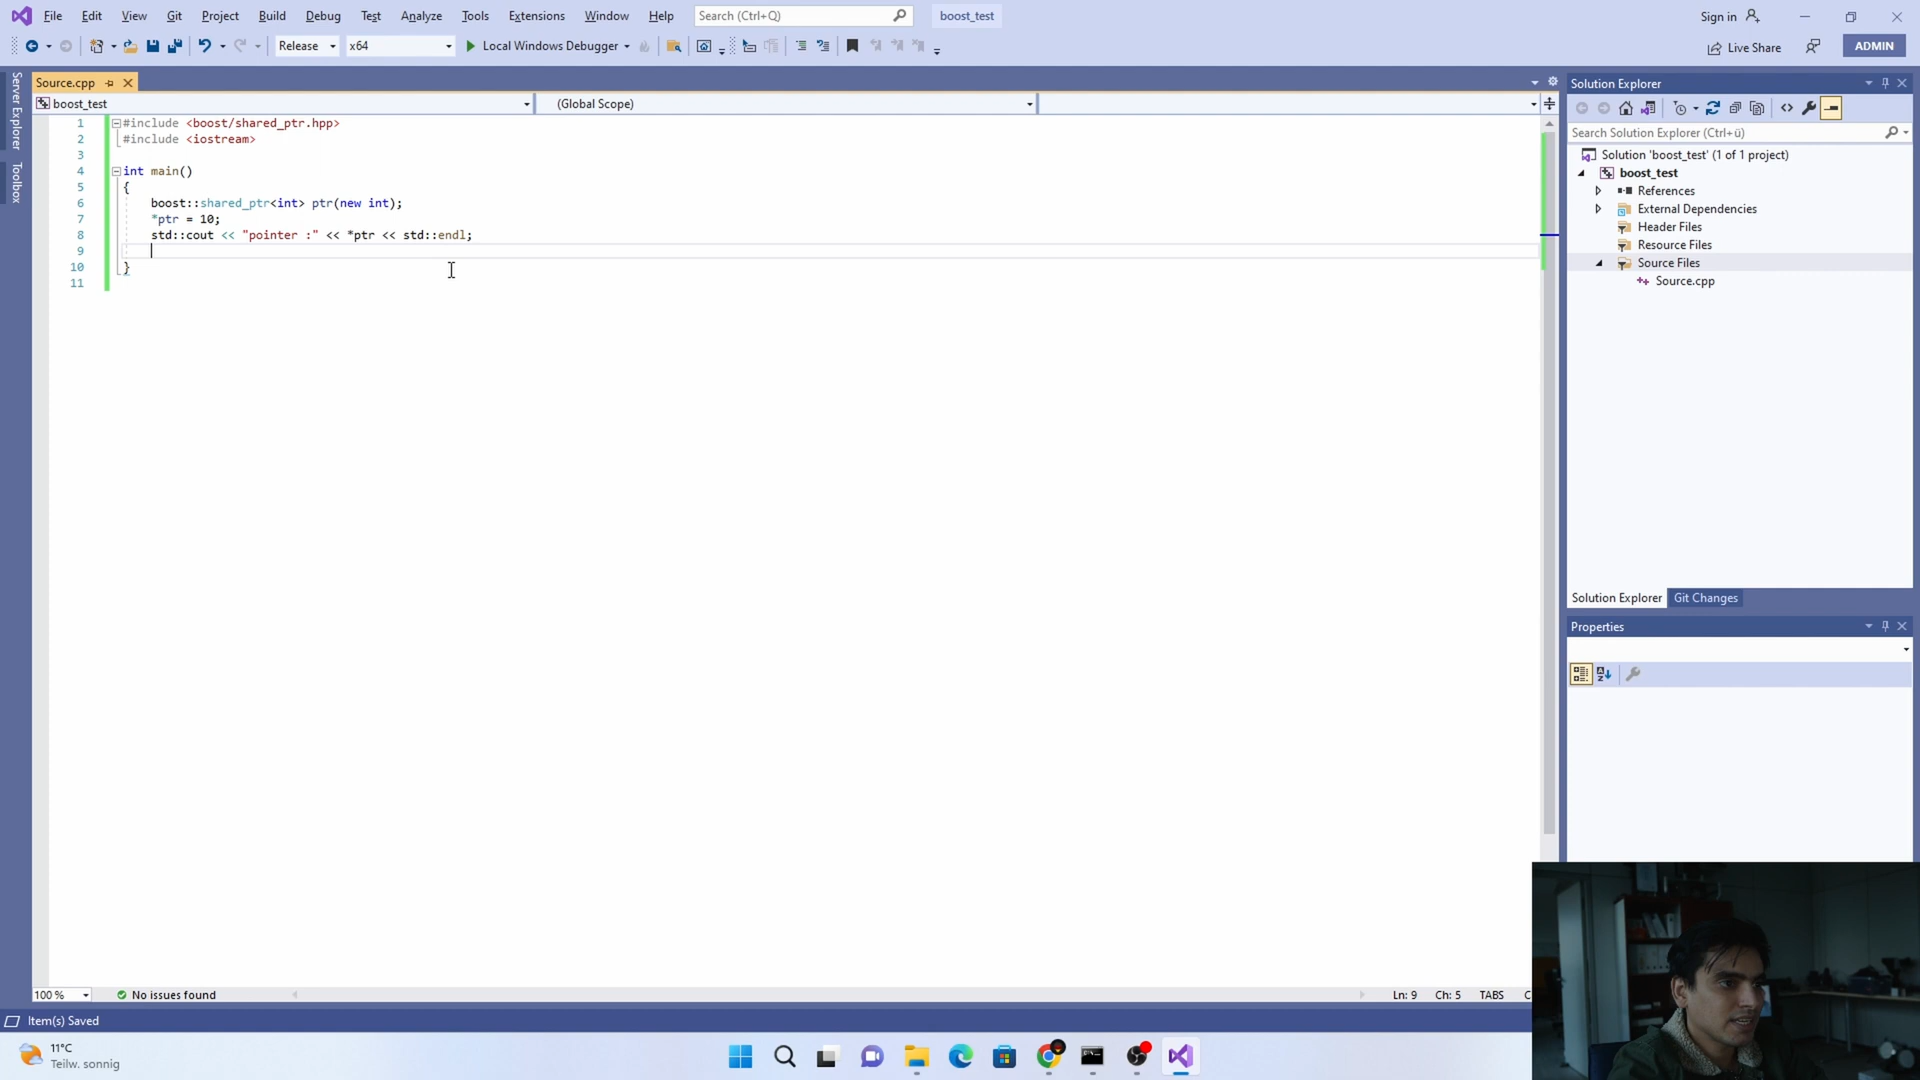 File Edit View Git Project Build Debug Test Analyze Tools Extensions Window Help Search (Ctrl+Q) boost_test Sign in
Release x64 Local Windows Debugger Live Share ADMIN
Server Explorer
Toolbox
Source.cpp
boost_test (Global Scope)
1 #include <boost/shared_ptr.hpp>
2 #include <iostream>
3
4 int main()
5 {
6 boost::shared_ptr<int> ptr(new int);
7 *ptr = 10;
8 std::cout << "pointer :" << *ptr << std::endl;
9
10 }
11
100 % No issues found Ln: 9 Ch: 5 TABS C
Solution Explorer
Search Solution Explorer (Ctrl+ü)
Solution 'boost_test' (1 of 1 project)
boost_test
References
External Dependencies
Header Files
Resource Files
Source Files
Source.cpp
Solution Explorer Git Changes
Properties
Item(s) Saved
11°C
Teilw. sonnig